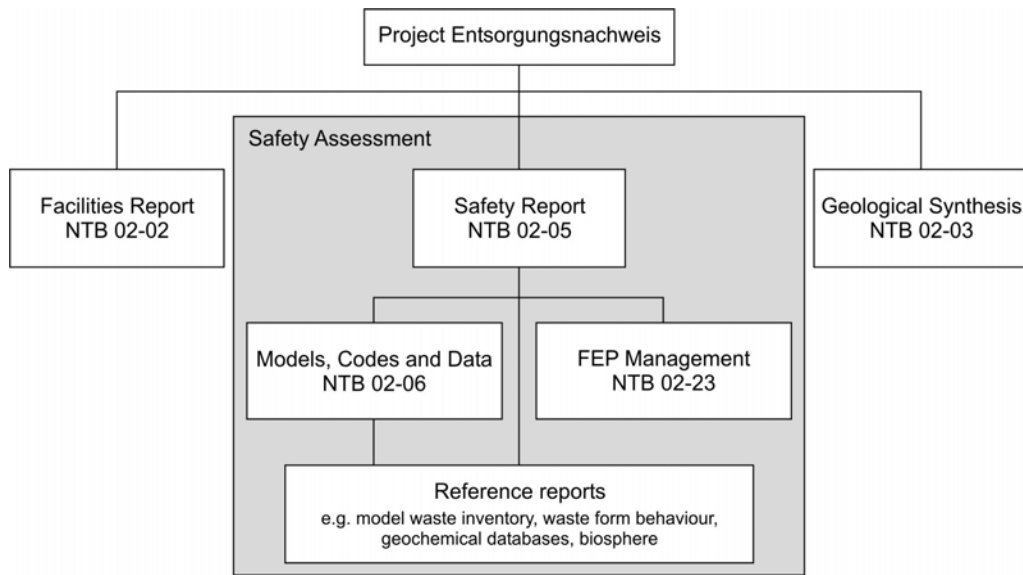 Project Entsorgungsnachweis
Safety Assessment
Facilities Report
NTB 02-02
Safety Report
NTB 02-05
Geological Synthesis
NTB 02-03
Models, Codes and Data
NTB 02-06
FEP Management
NTB 02-23
Reference reports
e.g. model waste inventory, waste form behaviour,
geochemical databases, biosphere